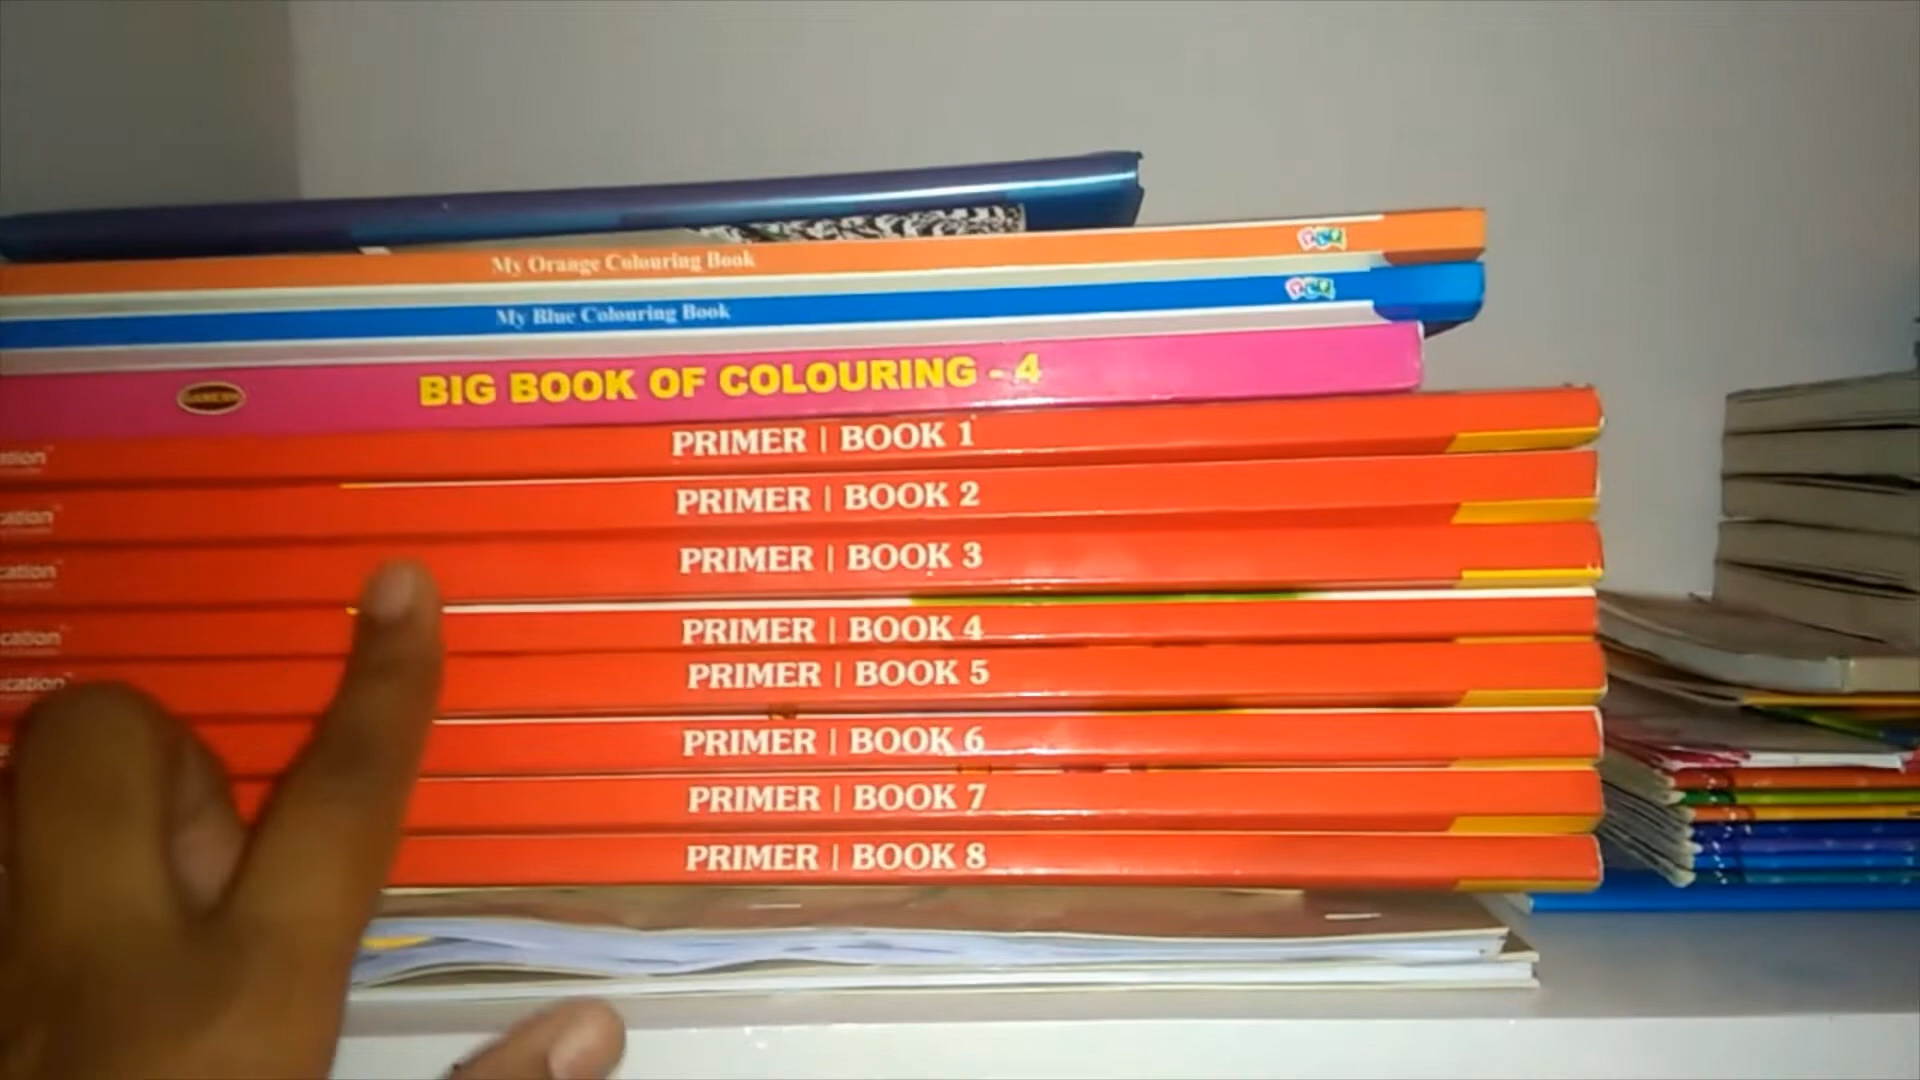 My Orange Colouring Book
My Blue Colouring Book
BIG BOOK OF COLOURING - 4
PRIMER | BOOK 1
PRIMER | BOOK 2
PRIMER | BOOK 3
PRIMER | BOOK 4
PRIMER | BOOK 5
PRIMER | BOOK 6
PRIMER | BOOK 7
PRIMER | BOOK 8